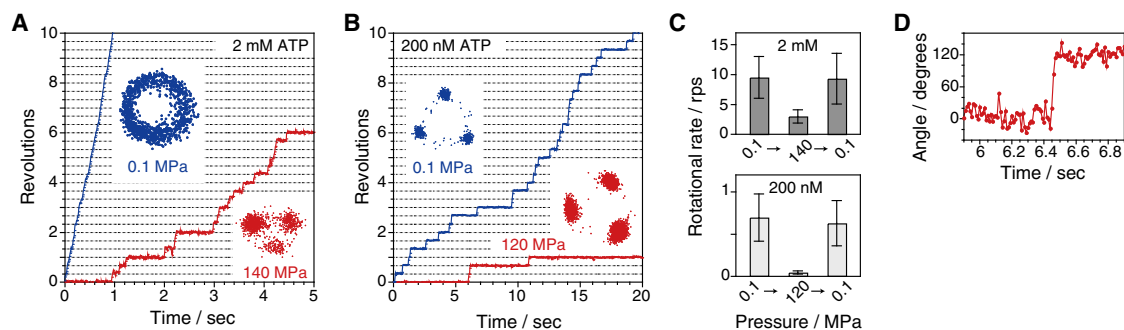 A
2 mM ATP
0.1 MPa
140 MPa
Revolutions
10
8
6
4
2
0
0 1 2 3 4 5
Time / sec
B
200 nM ATP
0.1 MPa
120 MPa
Revolutions
10
8
6
4
2
0
0 5 10 15 20
Time / sec
C
Rotational rate / rps
2 mM
15
10
5
0
0.1 → 140 → 0.1
200 nM
1
0
0.1 → 120 → 0.1
Pressure / MPa
D
Angle / degrees
120
60
0
6 6.2 6.4 6.6 6.8
Time / sec